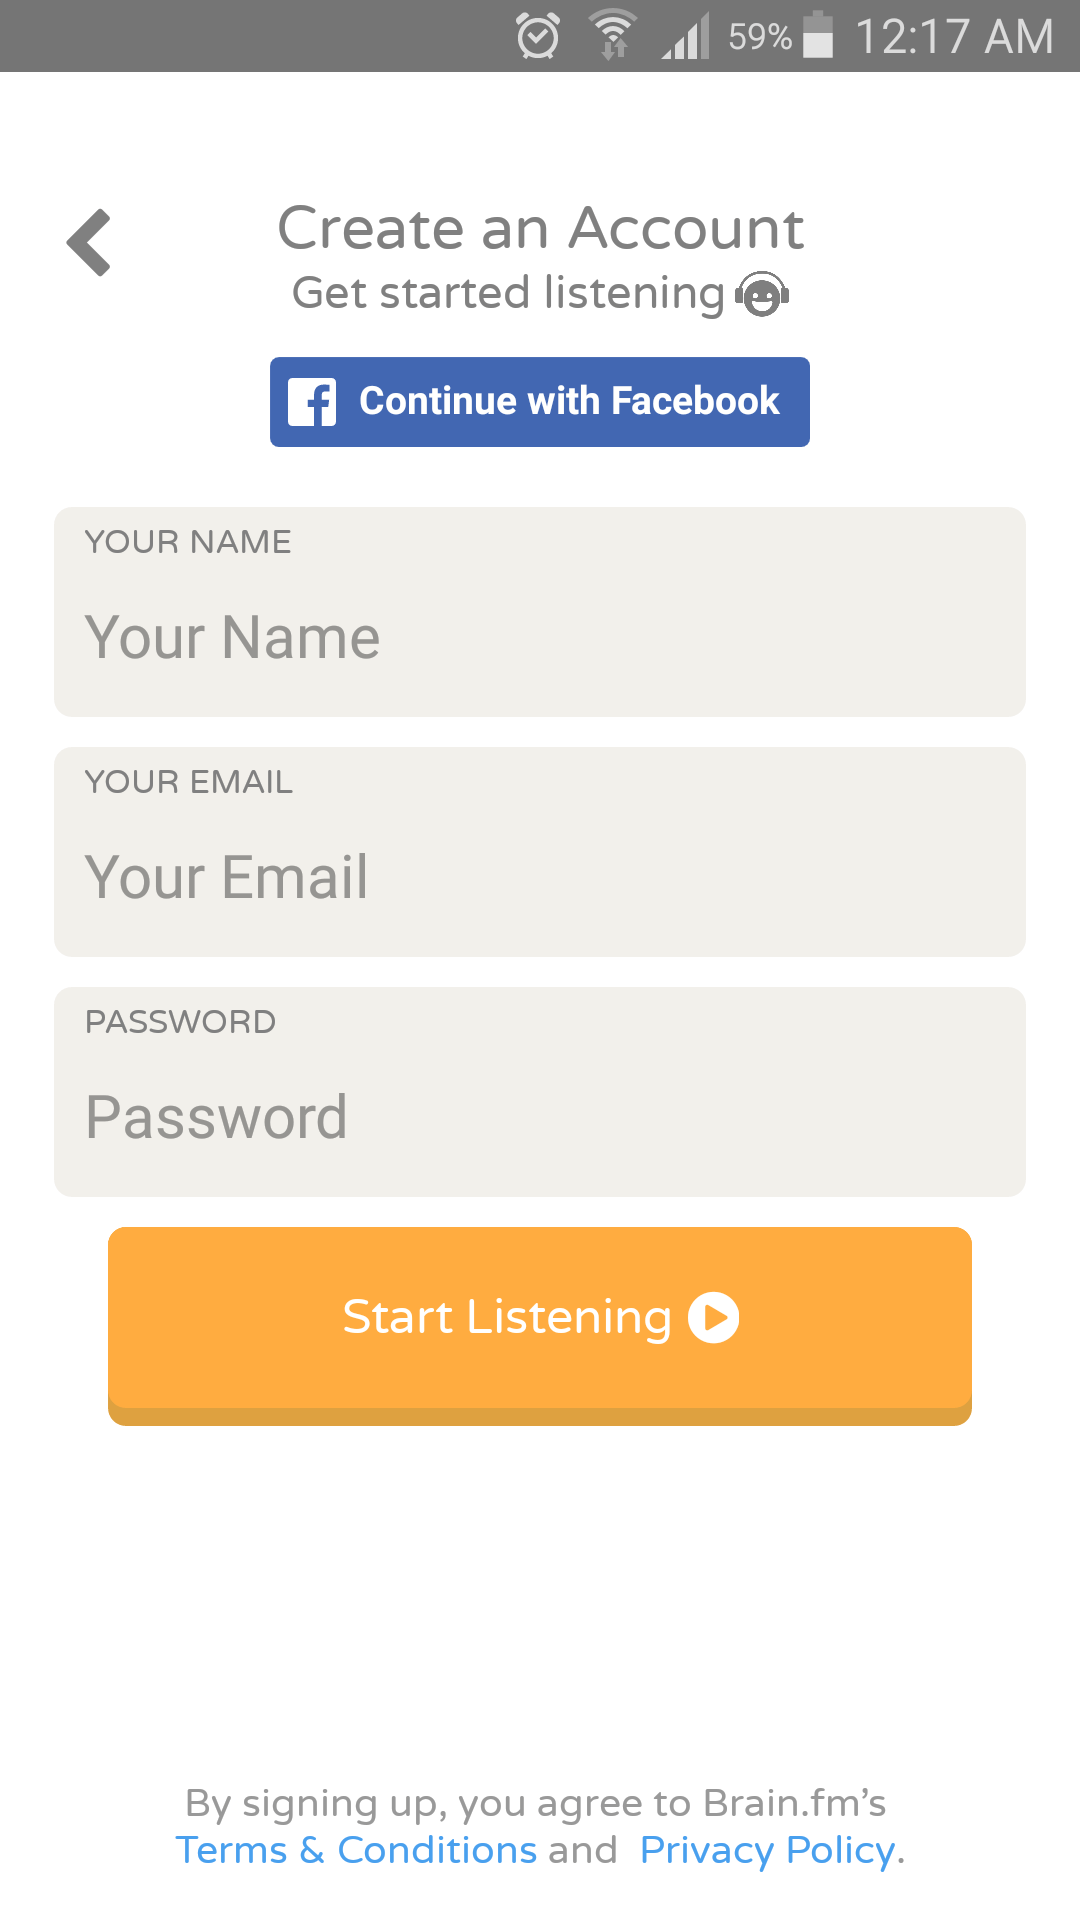 59% 12:17 AM
Create an Account
Get started listening
Continue with Facebook
YOUR NAME
Your Name
YOUR EMAIL
Your Email
PASSWORD
Password
Start Listening
By signing up, you agree to Brain.fm’s
Terms & Conditions and Privacy Policy.